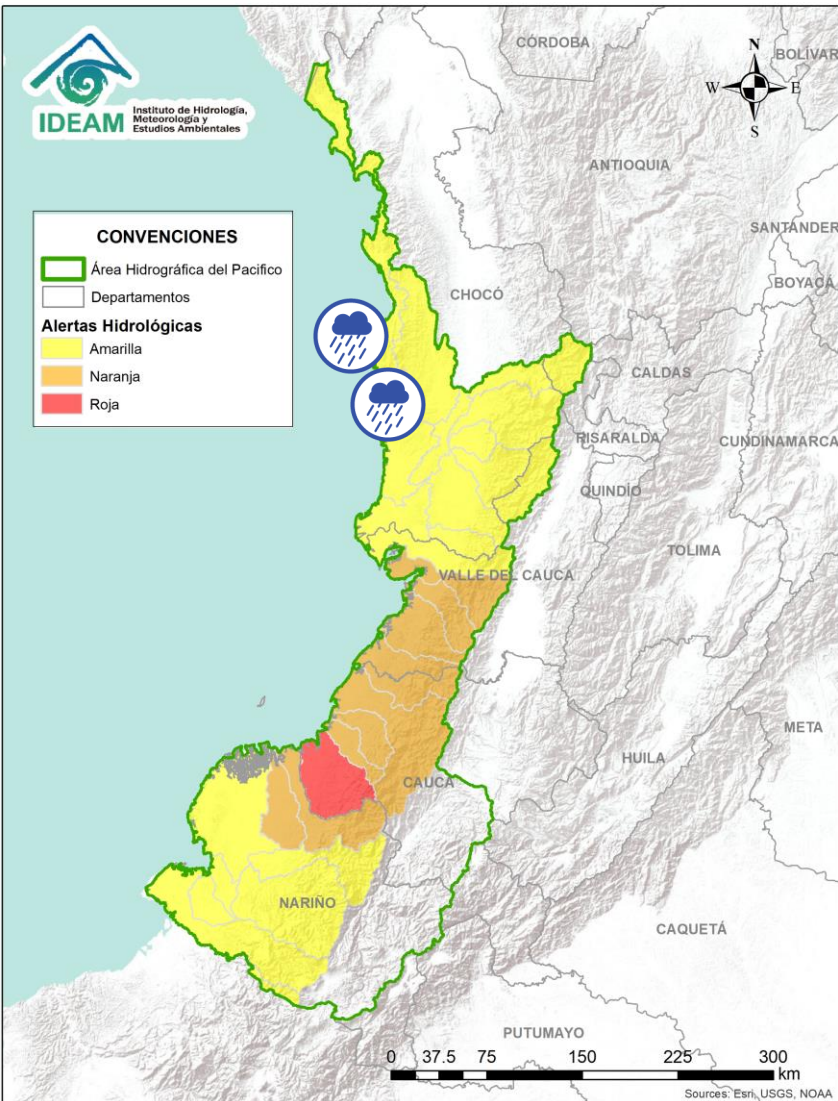 IDEAM
Instituto de Hidrología,
Meteorología y
Estudios Ambientales
N
W
E
S
CÓRDOBA
BOLÍVAR
ANTIOQUIA
SANTANDER
BOYACÁ
CONVENCIONES
Área Hidrográfica del Pacifico
Departamentos
Alertas Hidrológicas
Amarilla
Naranja
Roja
CHOCÓ
CALDAS
RISARALDA
CUNDINAMARCA
QUINDÍO
TOLIMA
VALLE DEL CAUCA
META
HUILA
CAUCA
NARIÑO
CAQUETÁ
PUTUMAYO
0 37.5 75 150 225 300
km
Sources: Esri, USGS, NOAA